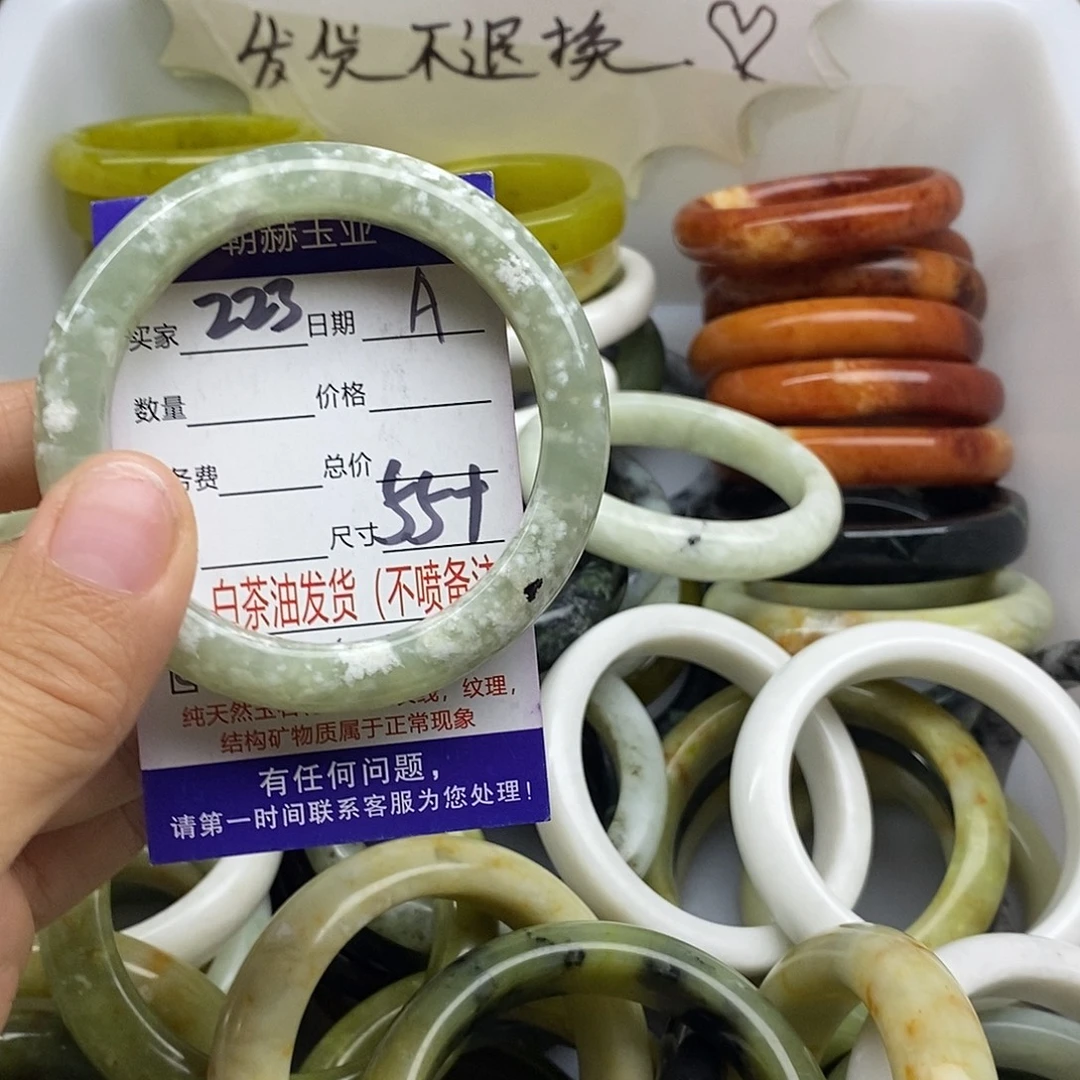 发货不退换. ♡
朝赫玉业
买家 223 日期 A
数量 价格
务费 总价
尺寸 55+
白茶油发货 (不喷备注
纯天然玉石 线, 纹理,
结构矿物质属于正常现象
有任何问题,
请第一时间联系客服为您处理!